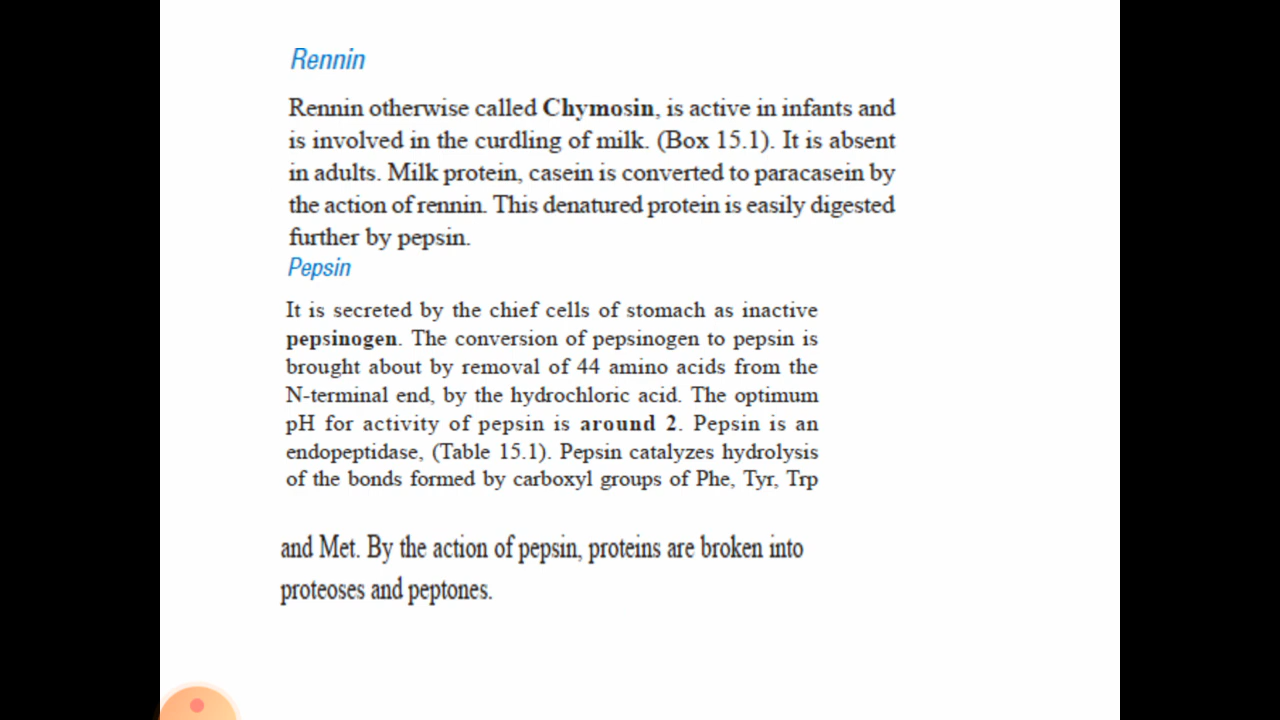 Rennin
Rennin otherwise called Chymosin, is active in infants and
is involved in the curdling of milk. (Box 15.1). It is absent
in adults. Milk protein, casein is converted to paracasein by
the action of rennin. This denatured protein is easily digested
further by pepsin.
Pepsin
It is secreted by the chief cells of stomach as inactive
pepsinogen. The conversion of pepsinogen to pepsin is
brought about by removal of 44 amino acids from the
N-terminal end, by the hydrochloric acid. The optimum
pH for activity of pepsin is around 2. Pepsin is an
endopeptidase, (Table 15.1). Pepsin catalyzes hydrolysis
of the bonds formed by carboxyl groups of Phe, Tyr, Trp
and Met. By the action of pepsin, proteins are broken into
proteoses and peptones.